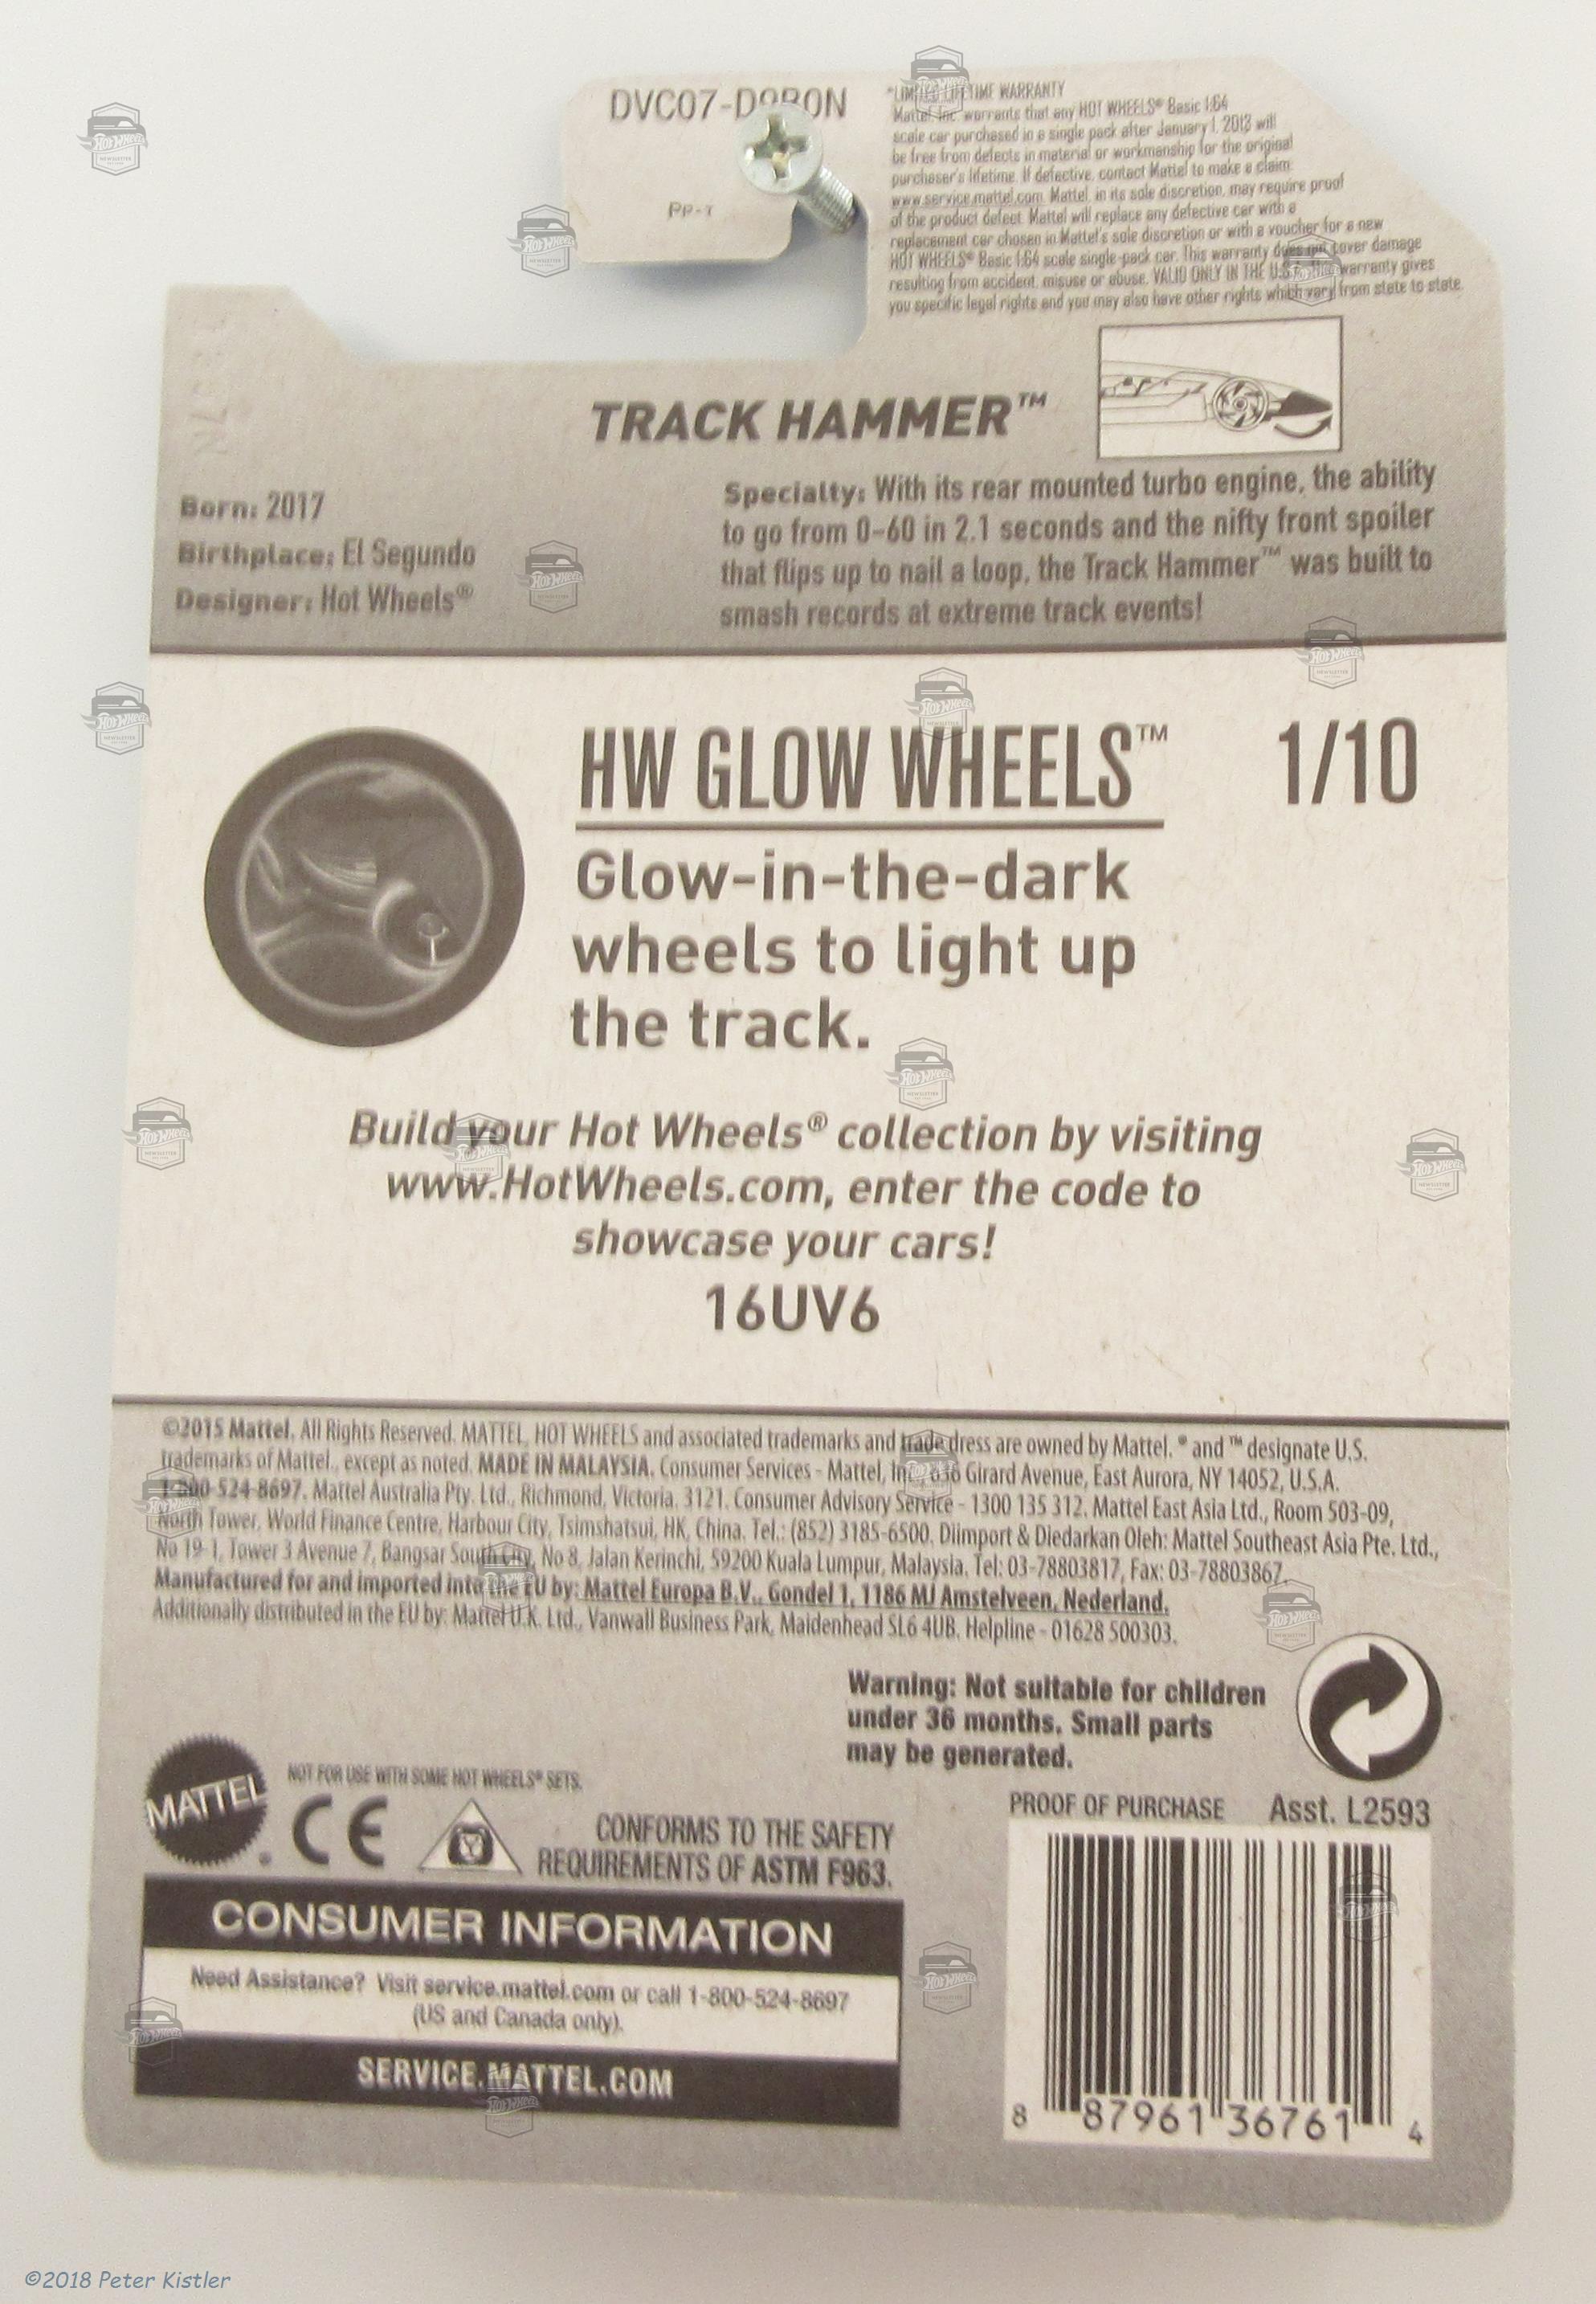 DVC07-D9B0N
PP-T
*LIMITED LIFETIME WARRANTY
Mattel, Inc. warrants that any HOT WHEELS® Basic 1:64
scale car purchased in a single pack after January 1, 2013 will
be free from defects in material or workmanship for the original
purchaser's lifetime. If defective, contact Mattel to make a claim:
www.service.mattel.com. Mattel, in its sole discretion, may require proof
of the product defect. Mattel will replace any defective car with a
replacement car chosen in Mattel's sole discretion or with a voucher for a new
HOT WHEELS® Basic 1:64 scale single-pack car. This warranty does not cover damage
resulting from accident, misuse or abuse. VALID ONLY IN THE U.S. This warranty gives
you specific legal rights and you may also have other rights which vary from state to state.
TRACK HAMMER™
Born: 2017
Birthplace: El Segundo
Designer: Hot Wheels®
Specialty: With its rear mounted turbo engine, the ability
to go from 0-60 in 2.1 seconds and the nifty front spoiler
that flips up to nail a loop, the Track Hammer™ was built to
smash records at extreme track events!
HW GLOW WHEELS™ 1/10
Glow-in-the-dark
wheels to light up
the track.
Build your Hot Wheels® collection by visiting
www.HotWheels.com, enter the code to
showcase your cars!
16UV6
©2015 Mattel. All Rights Reserved. MATTEL, HOT WHEELS and associated trademarks and trade dress are owned by Mattel. ® and ™ designate U.S.
trademarks of Mattel., except as noted. MADE IN MALAYSIA. Consumer Services - Mattel, Inc., 636 Girard Avenue, East Aurora, NY 14052, U.S.A.
1-800-524-8697. Mattel Australia Pty. Ltd., Richmond, Victoria. 3121. Consumer Advisory Service - 1300 135 312. Mattel East Asia Ltd., Room 503-09,
North Tower, World Finance Centre, Harbour City, Tsimshatsui, HK, China. Tel.: (852) 3185-6500. Diimport & Diedarkan Oleh: Mattel Southeast Asia Pte. Ltd.,
No 19-1, Tower 3 Avenue 7, Bangsar South City, No 8, Jalan Kerinchi, 59200 Kuala Lumpur, Malaysia. Tel: 03-78803817, Fax: 03-78803867.
Manufactured for and imported into the EU by: Mattel Europa B.V., Gondel 1, 1186 MJ Amstelveen, Nederland.
Additionally distributed in the EU by: Mattel U.K. Ltd., Vanwall Business Park, Maidenhead SL6 4UB. Helpline - 01628 500303.
Warning: Not suitable for children
under 36 months. Small parts
may be generated.
MATTEL
NOT FOR USE WITH SOME HOT WHEELS® SETS.
CE
CONFORMS TO THE SAFETY
REQUIREMENTS OF ASTM F963.
PROOF OF PURCHASE Asst. L2593
CONSUMER INFORMATION
Need Assistance? Visit service.mattel.com or call 1-800-524-8697
(US and Canada only).
SERVICE.MATTEL.COM
8 87961 36761 4
©2018 Peter Kistler